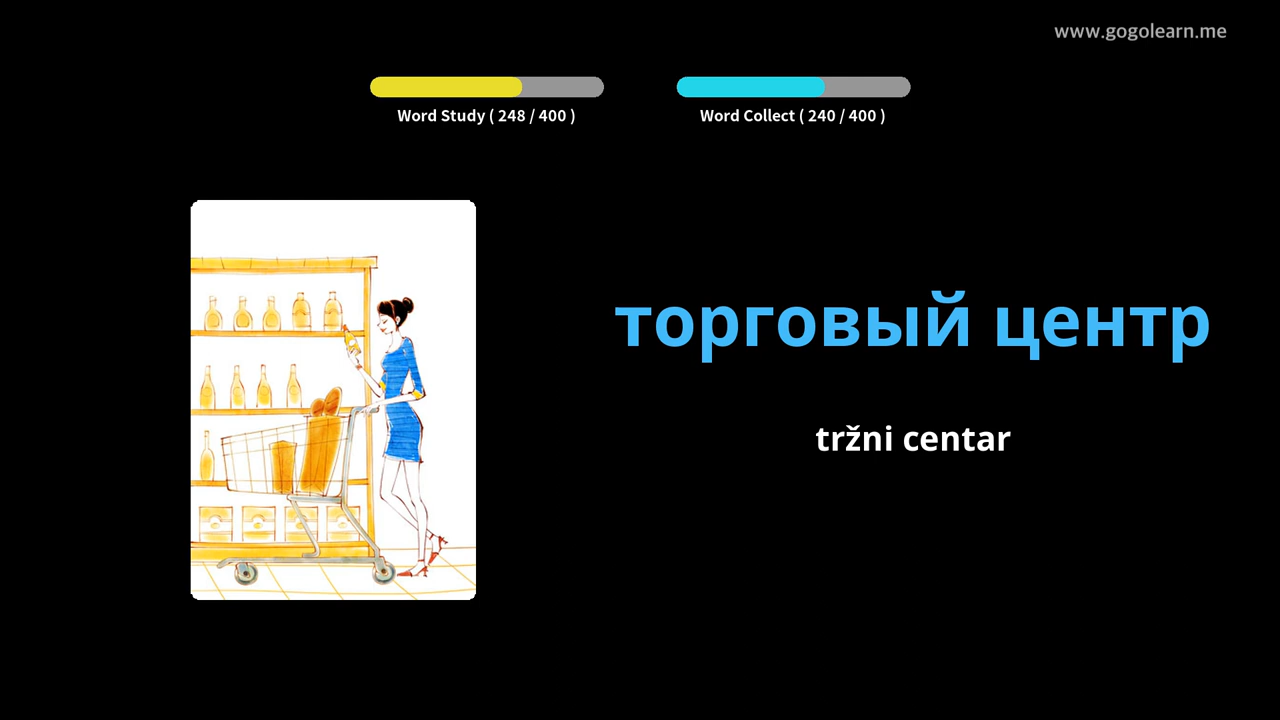 www.gogolearn.me
Word Study ( 248 / 400 )
Word Collect ( 240 / 400 )
торговый центр
tržni centar